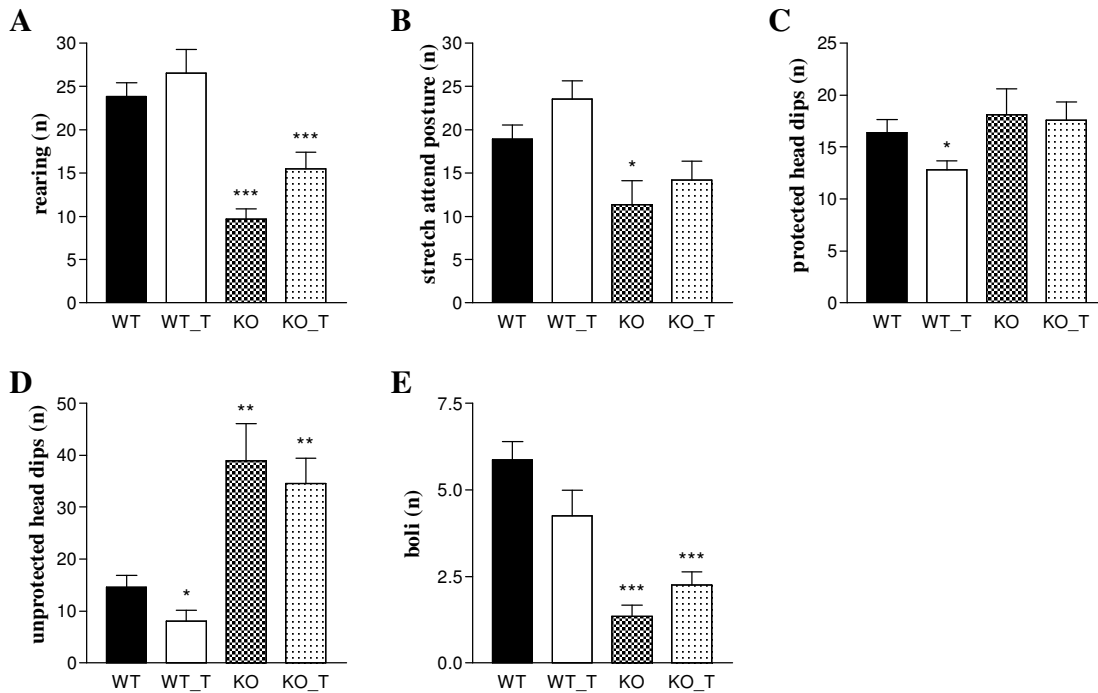 A
rearing (n)
30
25
20
15
10
5
0
***
***
WT WT_T KO KO_T
B
stretch attend posture (n)
30
25
20
15
10
5
0
*
WT WT_T KO KO_T
C
protected head dips (n)
25
20
15
10
5
0
*
WT WT_T KO KO_T
D
unprotected head dips (n)
50
40
30
20
10
0
*
**
**
WT WT_T KO KO_T
E
boli (n)
7.5
5.0
2.5
0.0
***
***
WT WT_T KO KO_T